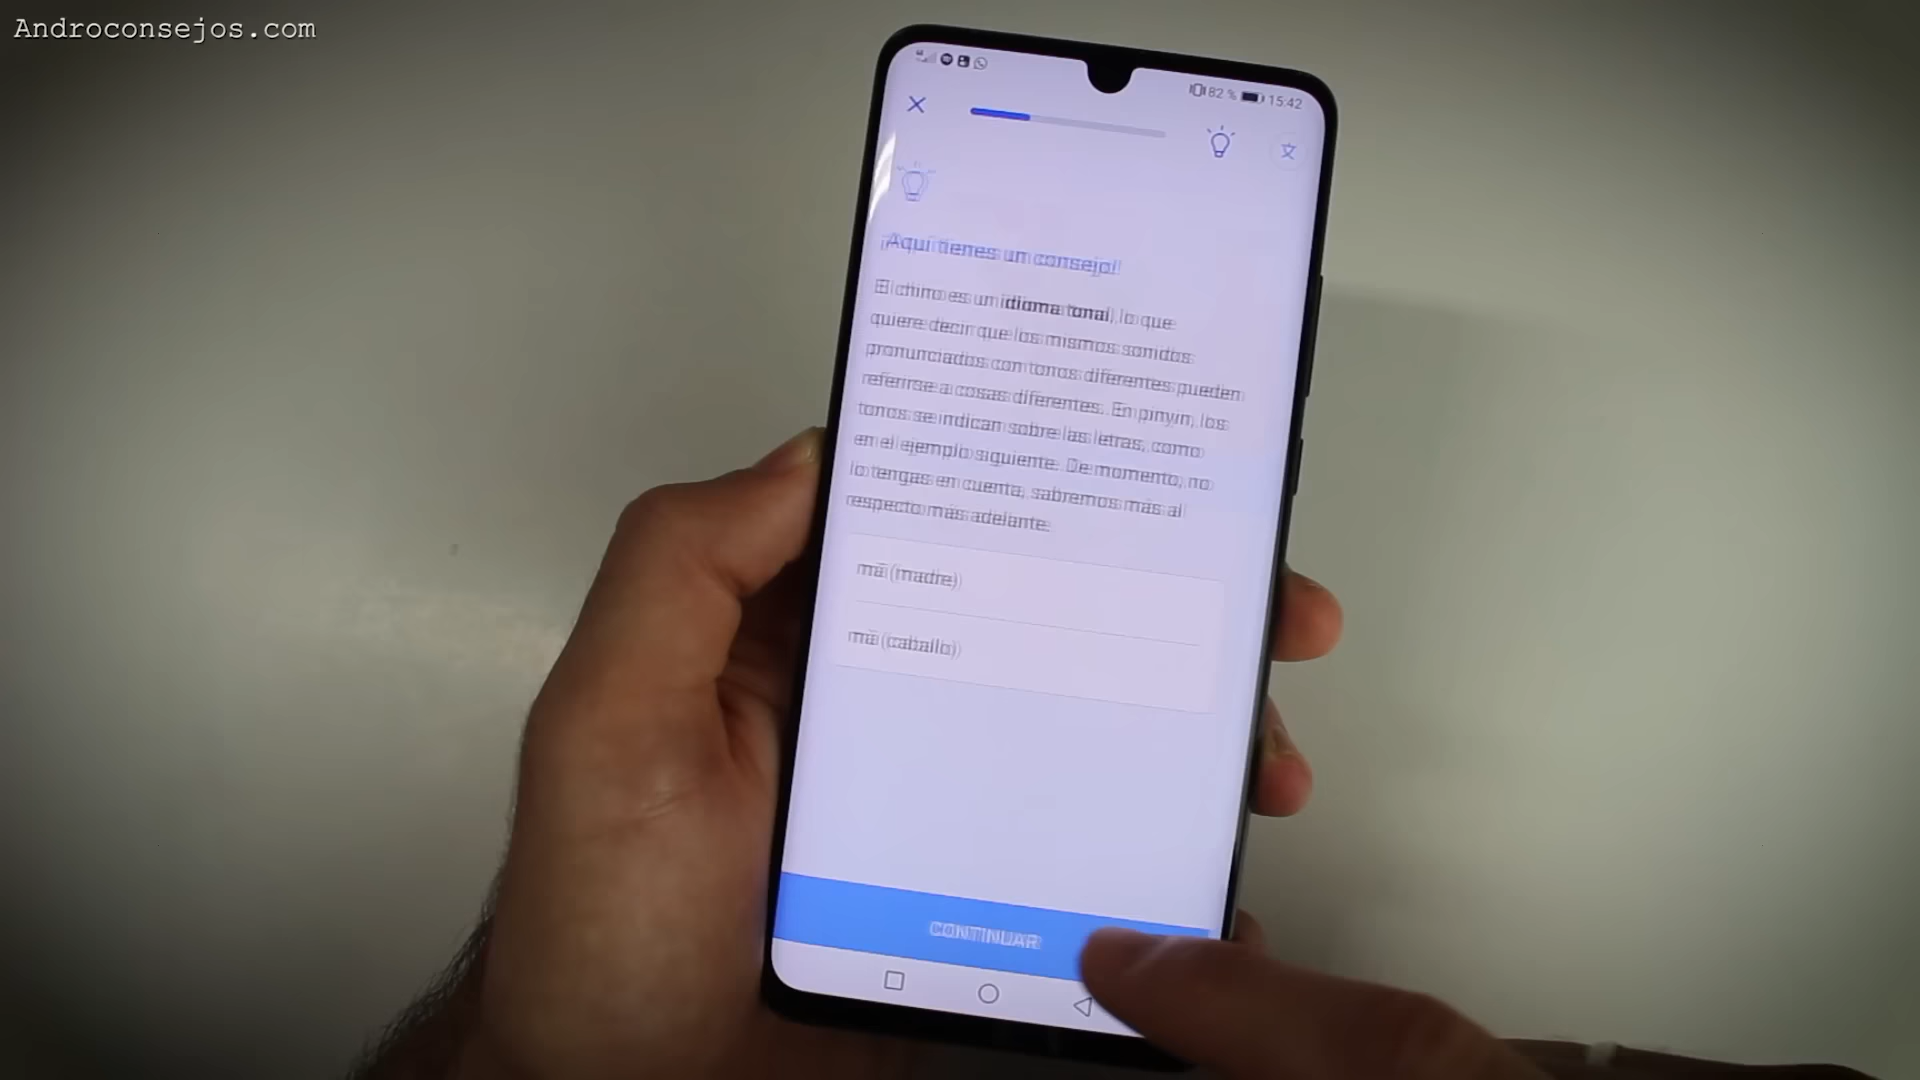 Androconsejos.com
82 % 15:42
¡Aquí tienes un consejo!
El chino es un idioma tonal, lo que
quiere decir que los mismos sonidos
pronunciados con tonos diferentes pueden
referirse a cosas diferentes. En pinyin, los
tonos se indican sobre las letras, como
en el ejemplo siguiente. De momento, no
lo tengas en cuenta, sabremos más al
respecto más adelante.
mā (madre)
mǎ (caballo)
CONTINUAR